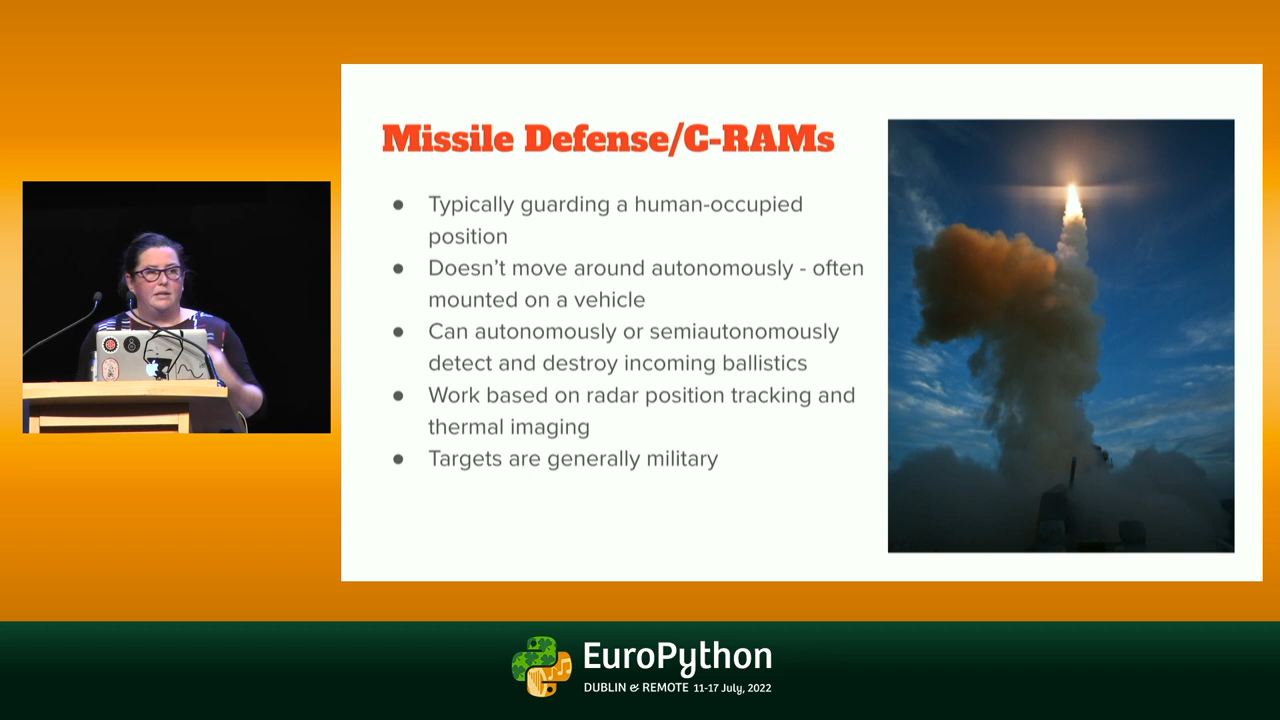 Missile Defense/C-RAMs
● Typically guarding a human-occupied
position
● Doesn’t move around autonomously - often
mounted on a vehicle
● Can autonomously or semiautonomously
detect and destroy incoming ballistics
● Work based on radar position tracking and
thermal imaging
● Targets are generally military
EuroPython
DUBLIN & REMOTE 11-17 July, 2022